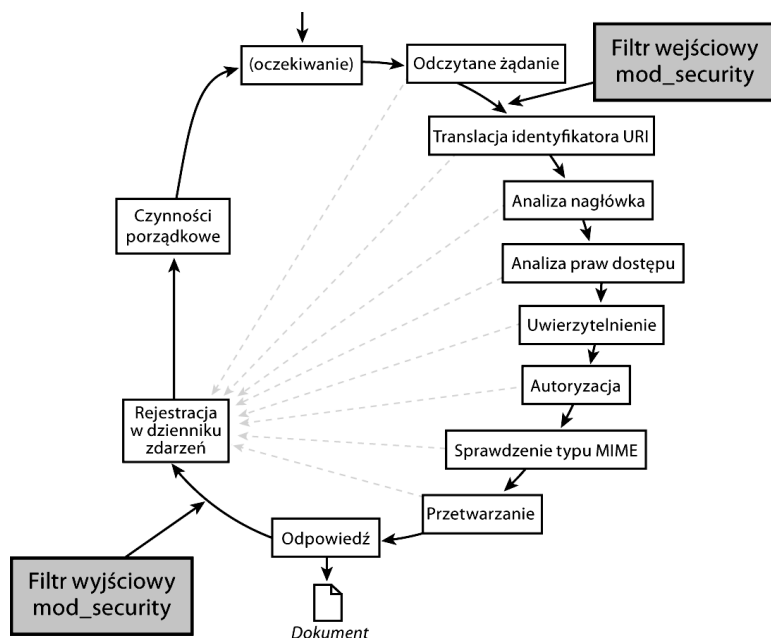 (oczekiwanie)
Odczytane żądanie
Filtr wejściowy
mod_security
Translacja identyfikatora URI
Analiza nagłówka
Czynności
porządkowe
Analiza praw dostępu
Uwierzytelnienie
Autoryzacja
Rejestracja
w dzienniku
zdarzeń
Sprawdzenie typu MIME
Przetwarzanie
Odpowiedź
Filtr wyjściowy
mod_security
Dokument